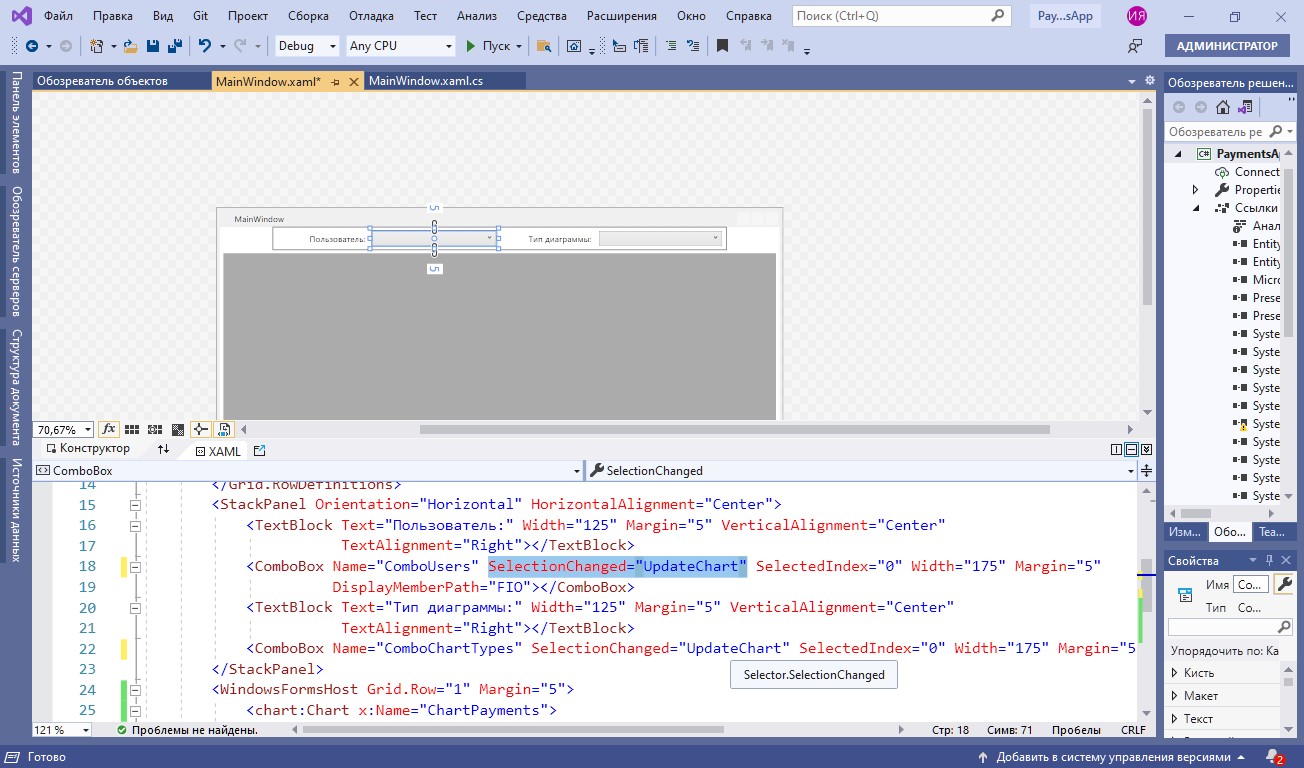 Файл Правка Вид Git Проект Сборка Отладка Тест Анализ Средства Расширения Окно Справка Поиск (Ctrl+Q) Pay...sApp ИЯ
Debug Any CPU Пуск АДМИНИСТРАТОР
Обозреватель объектов MainWindow.xaml* MainWindow.xaml.cs
Панель элементов
Обозреватель серверов
Структура документа
Источники данных
MainWindow
Пользователь: Тип диаграммы:
5
5
70,67% fx
Конструктор XAML
ComboBox SelectionChanged
14 </Grid.RowDefinitions>
15 <StackPanel Orientation="Horizontal" HorizontalAlignment="Center">
16 <TextBlock Text="Пользователь:" Width="125" Margin="5" VerticalAlignment="Center"
17 TextAlignment="Right"></TextBlock>
18 <ComboBox Name="ComboUsers" SelectionChanged="UpdateChart" SelectedIndex="0" Width="175" Margin="5"
19 DisplayMemberPath="FIO"></ComboBox>
20 <TextBlock Text="Тип диаграммы:" Width="125" Margin="5" VerticalAlignment="Center"
21 TextAlignment="Right"></TextBlock>
22 <ComboBox Name="ComboChartTypes" SelectionChanged="UpdateChart" SelectedIndex="0" Width="175" Margin="5
23 </StackPanel>
Selector.SelectionChanged
24 <WindowsFormsHost Grid.Row="1" Margin="5">
25 <chart:Chart x:Name="ChartPayments">
121 % Проблемы не найдены. Стр: 18 Симв: 71 Пробелы CRLF
Обозреватель решен...
Обозреватель ре
C# PaymentsA
Connect
Propertie
Ссылки
Анал
Entity
Entity
Micro
Prese
Prese
Syste
Syste
Syste
Syste
Syste
Syste
Syste
Syste
Syste
Syste
Изм... Обо... Tea...
Свойства
Имя Co...
Тип Co...
Упорядочить по: Ка
Кисть
Макет
Текст
Готово Добавить в систему управления версиями 2